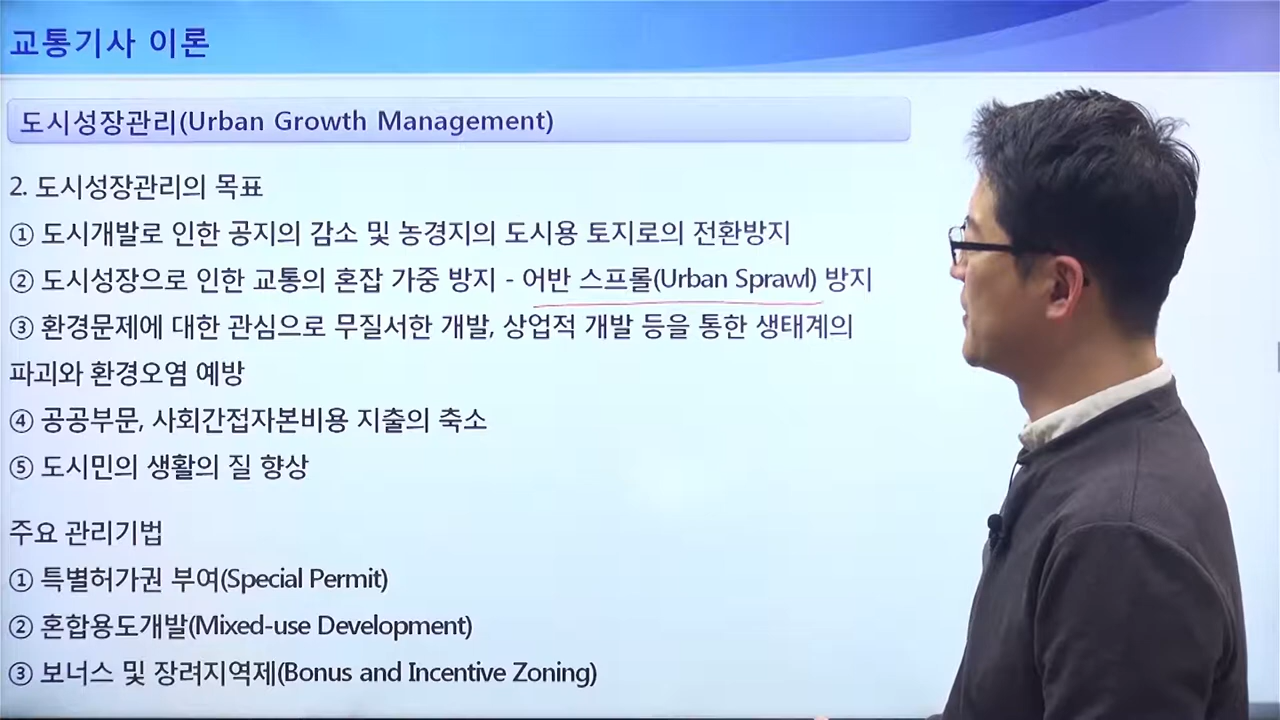 교통기사 이론
도시성장관리(Urban Growth Management)
2. 도시성장관리의 목표
① 도시개발로 인한 공지의 감소 및 농경지의 도시용 토지로의 전환방지
② 도시성장으로 인한 교통의 혼잡 가중 방지 - 어반 스프롤(Urban Sprawl) 방지
③ 환경문제에 대한 관심으로 무질서한 개발, 상업적 개발 등을 통한 생태계의
파괴와 환경오염 예방
④ 공공부문, 사회간접자본비용 지출의 축소
⑤ 도시민의 생활의 질 향상
주요 관리기법
① 특별허가권 부여(Special Permit)
② 혼합용도개발(Mixed-use Development)
③ 보너스 및 장려지역제(Bonus and Incentive Zoning)